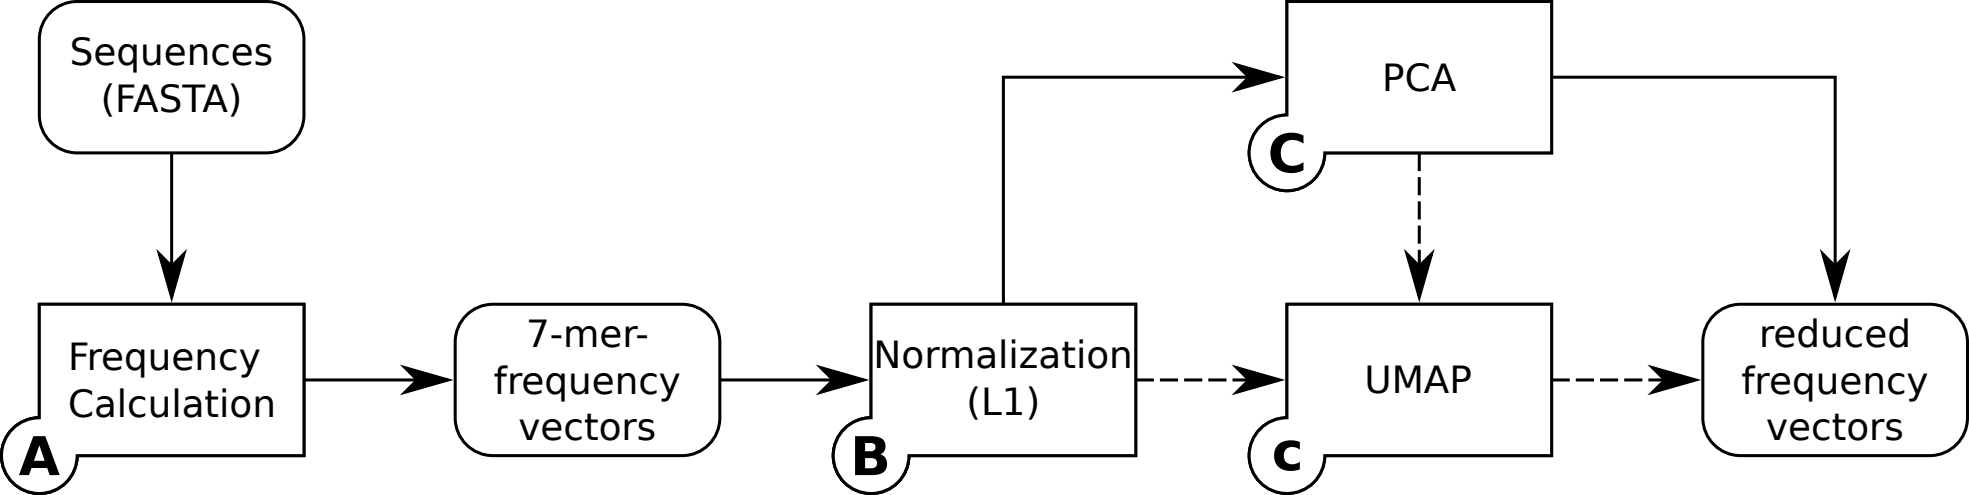 Sequences
(FASTA)
PCA
C
Frequency
Calculation
A
7-mer-
frequency
vectors
Normalization
(L1)
B
UMAP
c
reduced
frequency
vectors